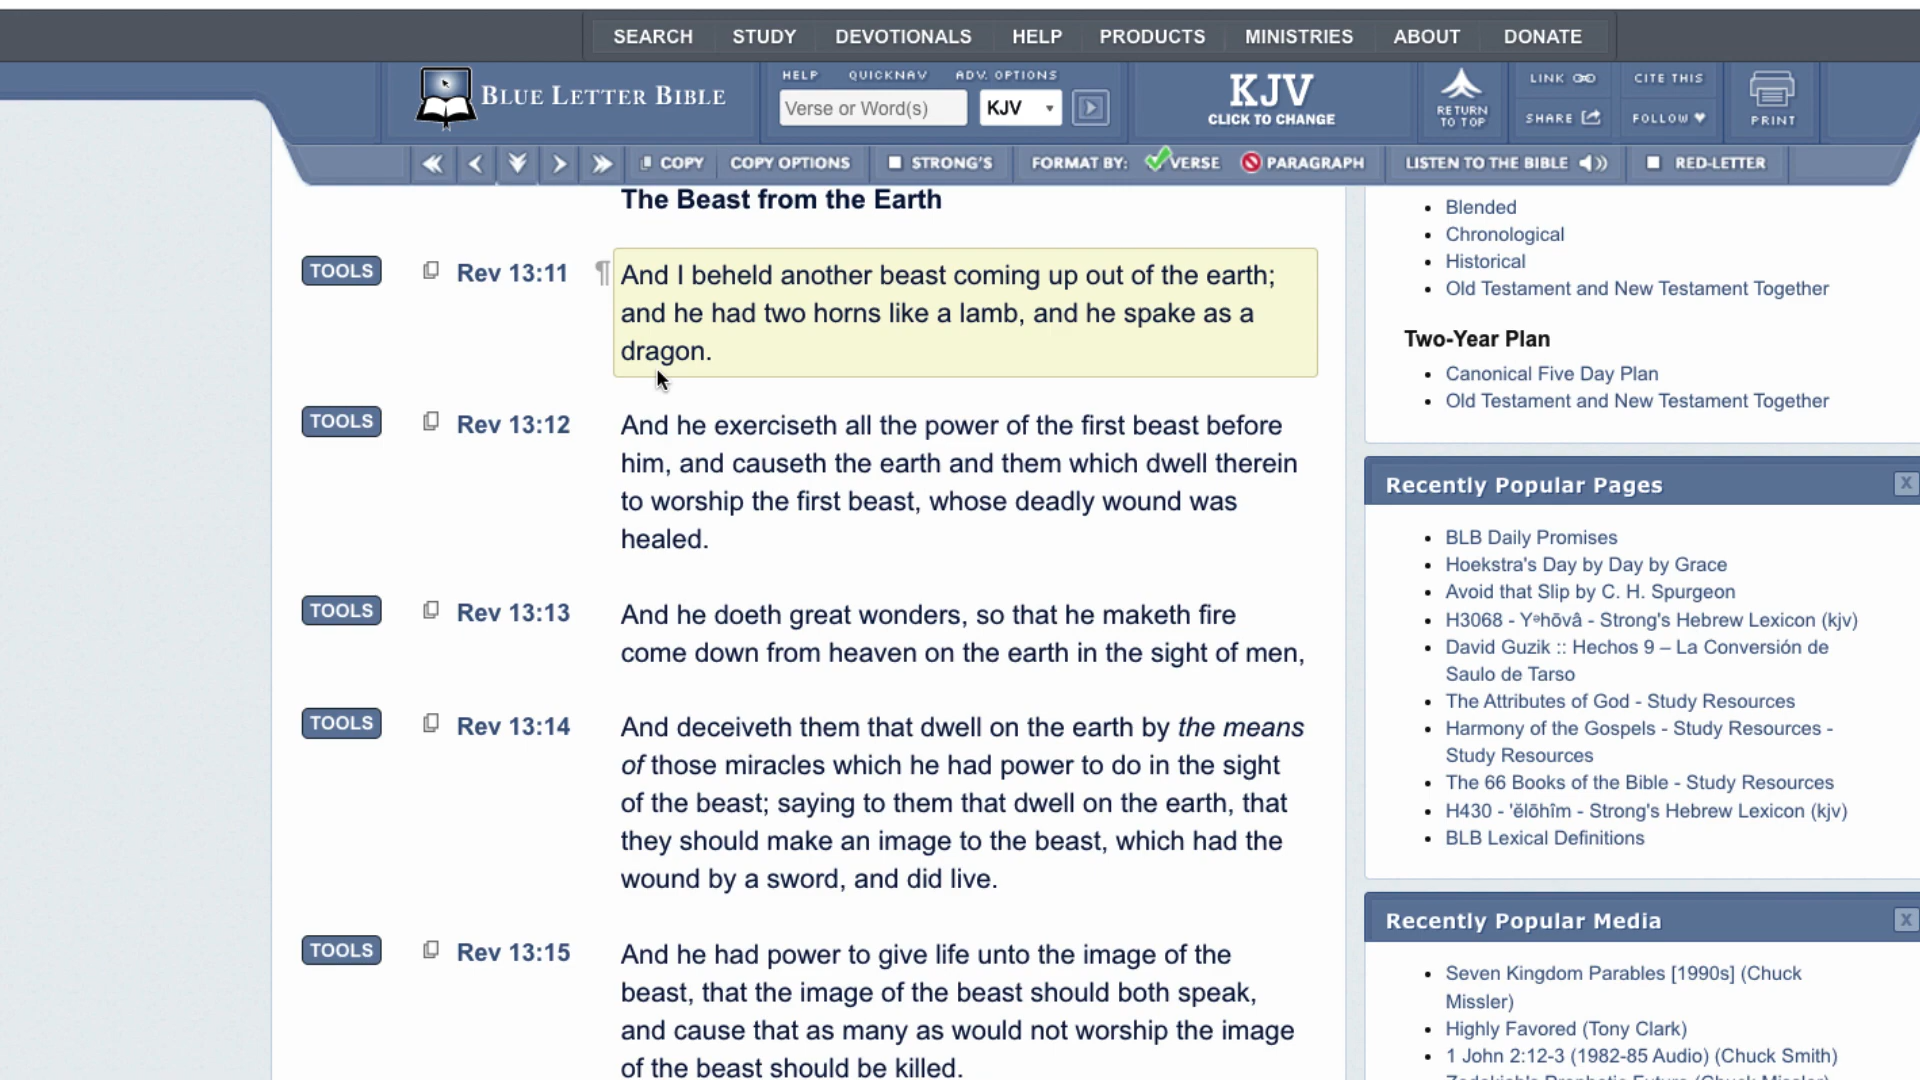 SEARCH STUDY DEVOTIONALS HELP PRODUCTS MINISTRIES ABOUT DONATE
BLUE LETTER BIBLE
HELP QUICKNAV ADV. OPTIONS
Verse or Word(s) KJV
KJV
CLICK TO CHANGE
RETURN
TO TOP
LINK
SHARE
CITE THIS
FOLLOW
PRINT
COPY COPY OPTIONS STRONG'S FORMAT BY: VERSE PARAGRAPH LISTEN TO THE BIBLE RED-LETTER
The Beast from the Earth
TOOLS Rev 13:11 ¶ And I beheld another beast coming up out of the earth;
and he had two horns like a lamb, and he spake as a
dragon.
TOOLS Rev 13:12 And he exerciseth all the power of the first beast before
him, and causeth the earth and them which dwell therein
to worship the first beast, whose deadly wound was
healed.
TOOLS Rev 13:13 And he doeth great wonders, so that he maketh fire
come down from heaven on the earth in the sight of men,
TOOLS Rev 13:14 And deceiveth them that dwell on the earth by the means
of those miracles which he had power to do in the sight
of the beast; saying to them that dwell on the earth, that
they should make an image to the beast, which had the
wound by a sword, and did live.
TOOLS Rev 13:15 And he had power to give life unto the image of the
beast, that the image of the beast should both speak,
and cause that as many as would not worship the image
of the beast should be killed.
Blended
Chronological
Historical
Old Testament and New Testament Together
Two-Year Plan
Canonical Five Day Plan
Old Testament and New Testament Together
Recently Popular Pages X
BLB Daily Promises
Hoekstra's Day by Day by Grace
Avoid that Slip by C. H. Spurgeon
H3068 - Yᵊhōvâ - Strong's Hebrew Lexicon (kjv)
David Guzik :: Hechos 9 – La Conversión de
Saulo de Tarso
The Attributes of God - Study Resources
Harmony of the Gospels - Study Resources -
Study Resources
The 66 Books of the Bible - Study Resources
H430 - 'ĕlōhîm - Strong's Hebrew Lexicon (kjv)
BLB Lexical Definitions
Recently Popular Media X
Seven Kingdom Parables [1990s] (Chuck
Missler)
Highly Favored (Tony Clark)
1 John 2:12-3 (1982-85 Audio) (Chuck Smith)